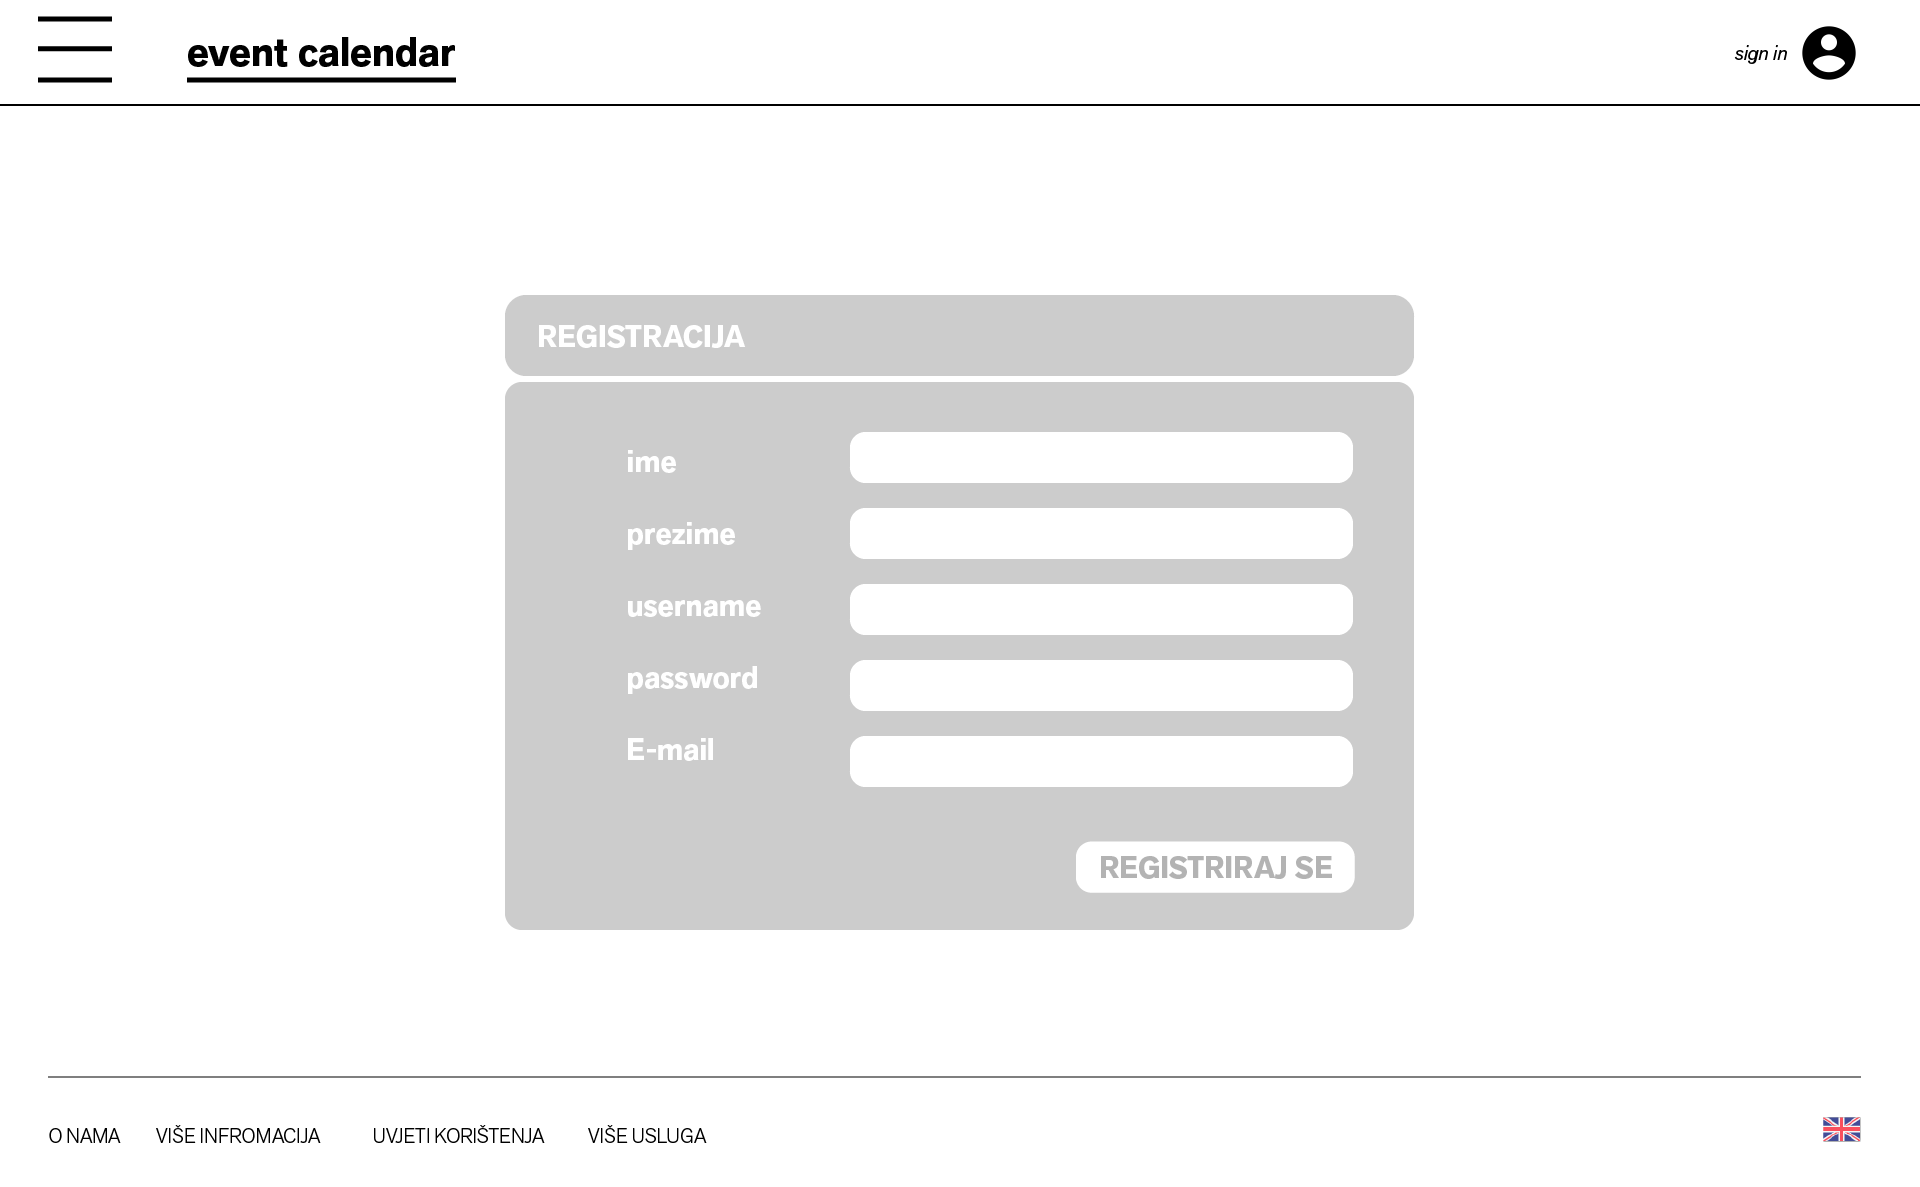 event calendar
sign in
REGISTRACIJA
ime
prezime
username
password
E-mail
REGISTRIRAJ SE
O NAMA VIŠE INFROMACIJA UVJETI KORIŠTENJA VIŠE USLUGA